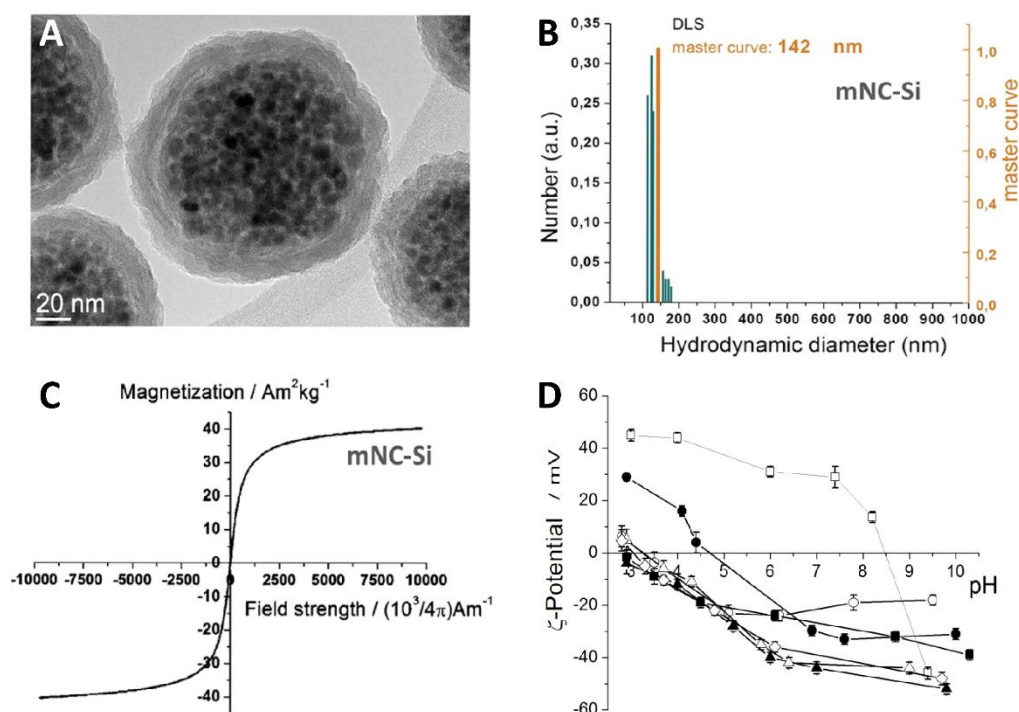 A
20 nm
B
DLS
master curve: 142 nm
mNC-Si
Number (a.u.)
0,35
0,30
0,25
0,20
0,15
0,10
0,05
0,00
1,0
0,8
0,6
0,4
0,2
0,0
master curve
100 200 300 400 500 600 700 800 900 1000
Hydrodynamic diameter (nm)
C
Magnetization / Am²kg⁻¹
mNC-Si
40
30
20
10
0
-10000 -5000 0 5000 10000
Field strength / (10³/4π)Am⁻¹
-10
-20
-30
-40
D
ζ-Potential / mV
60
40
20
0
-20
-40
-60
3 4 5 6 7 8 9 10
pH